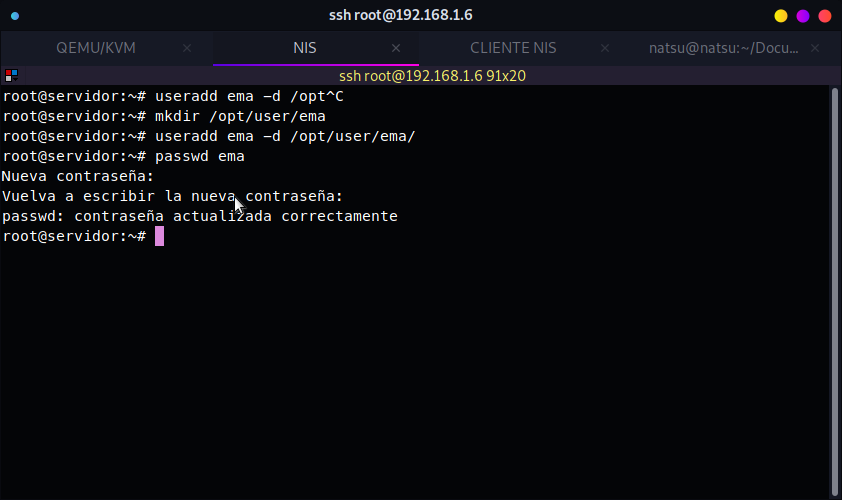 ssh root@192.168.1.6
QEMU/KVM × NIS × CLIENTE NIS × natsu@natsu:~/Docu... ×
ssh root@192.168.1.6 91x20
root@servidor:~# useradd ema -d /opt^C
root@servidor:~# mkdir /opt/user/ema
root@servidor:~# useradd ema -d /opt/user/ema/
root@servidor:~# passwd ema
Nueva contraseña:
Vuelva a escribir la nueva contraseña:
passwd: contraseña actualizada correctamente
root@servidor:~#